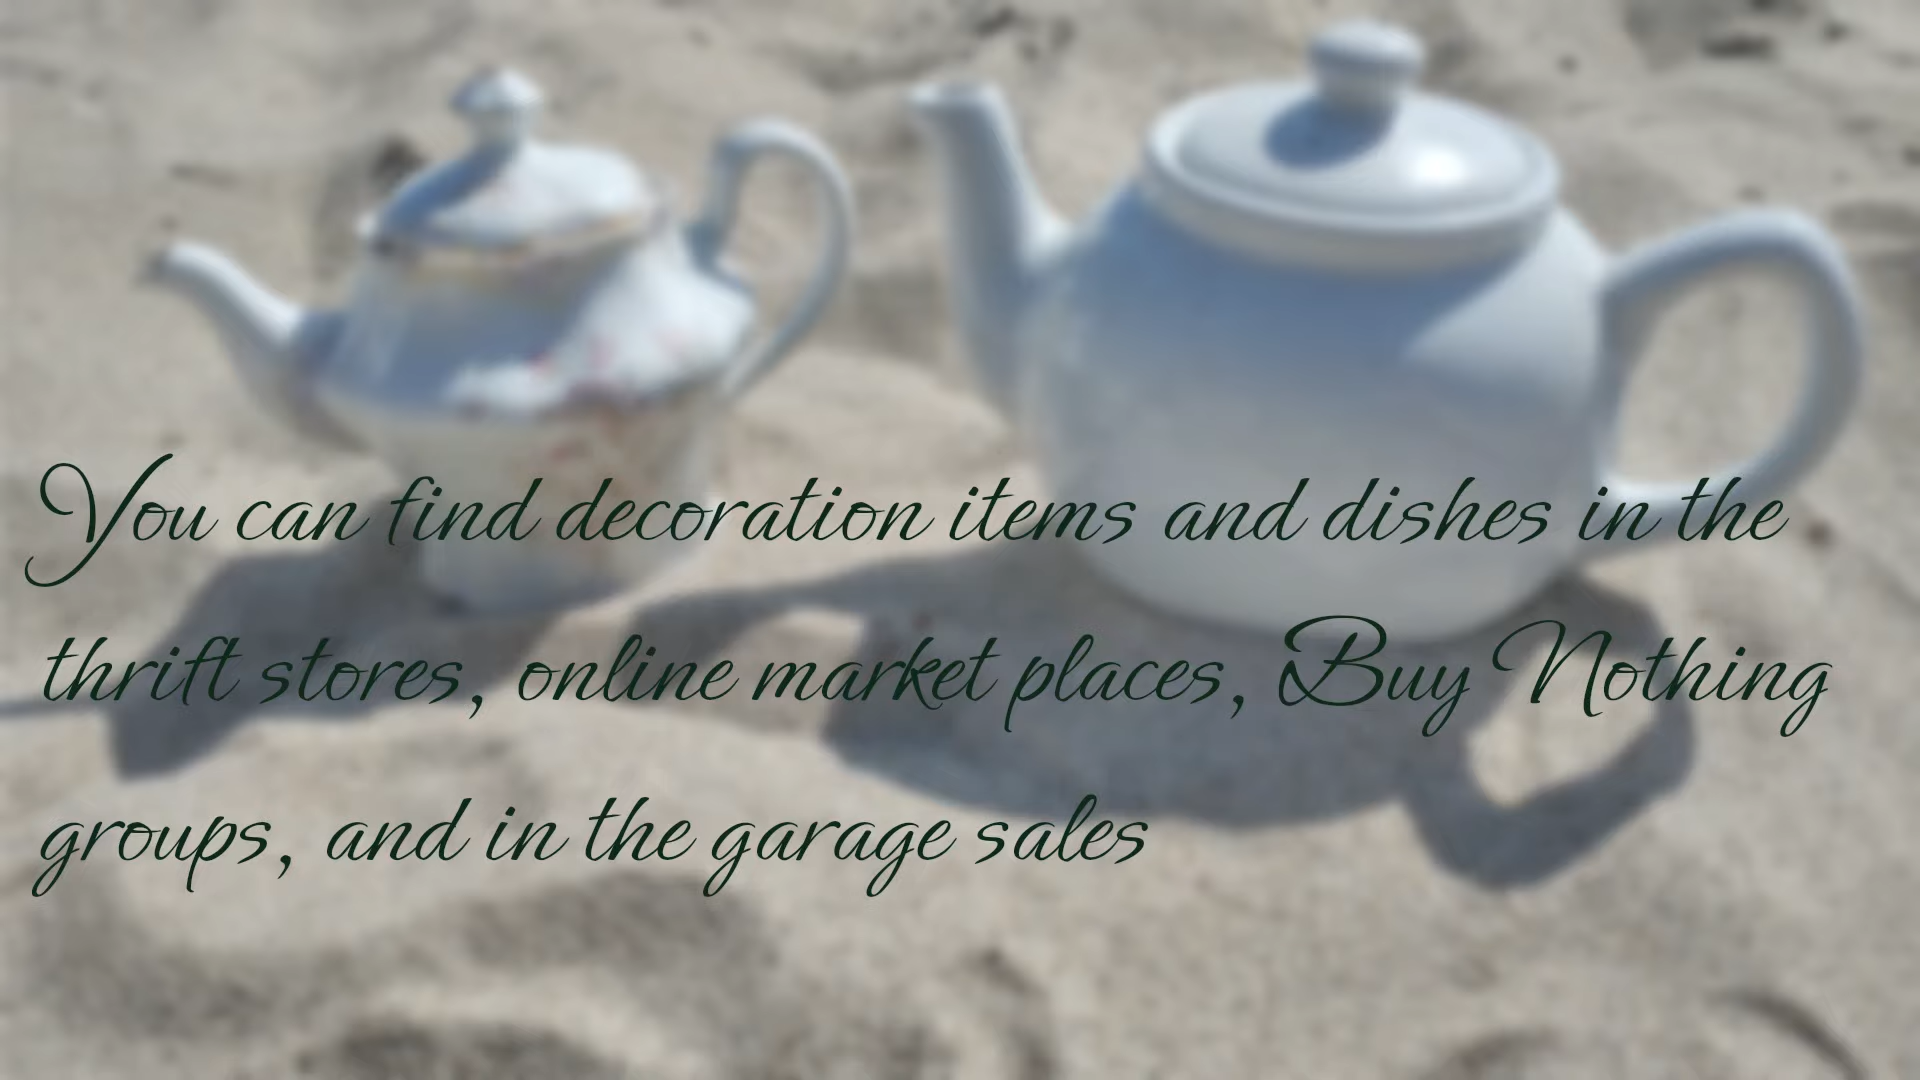 You can find decoration items and dishes in the
thrift stores, online market places, Buy Nothing
groups, and in the garage sales